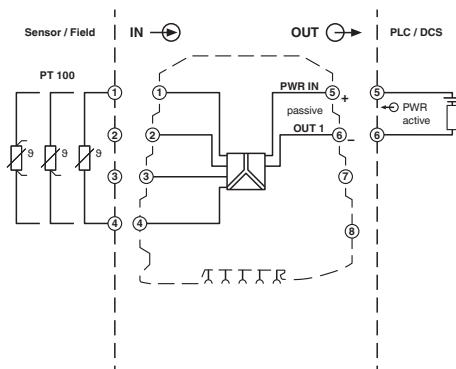 Sensor / Field
IN
OUT
PLC / DCS
PT 100
1
2
3
4
ϑ
ϑ
ϑ
1
2
3
4
PWR IN
passive
OUT 1
5
+
6
–
7
8
5
6
PWR
active